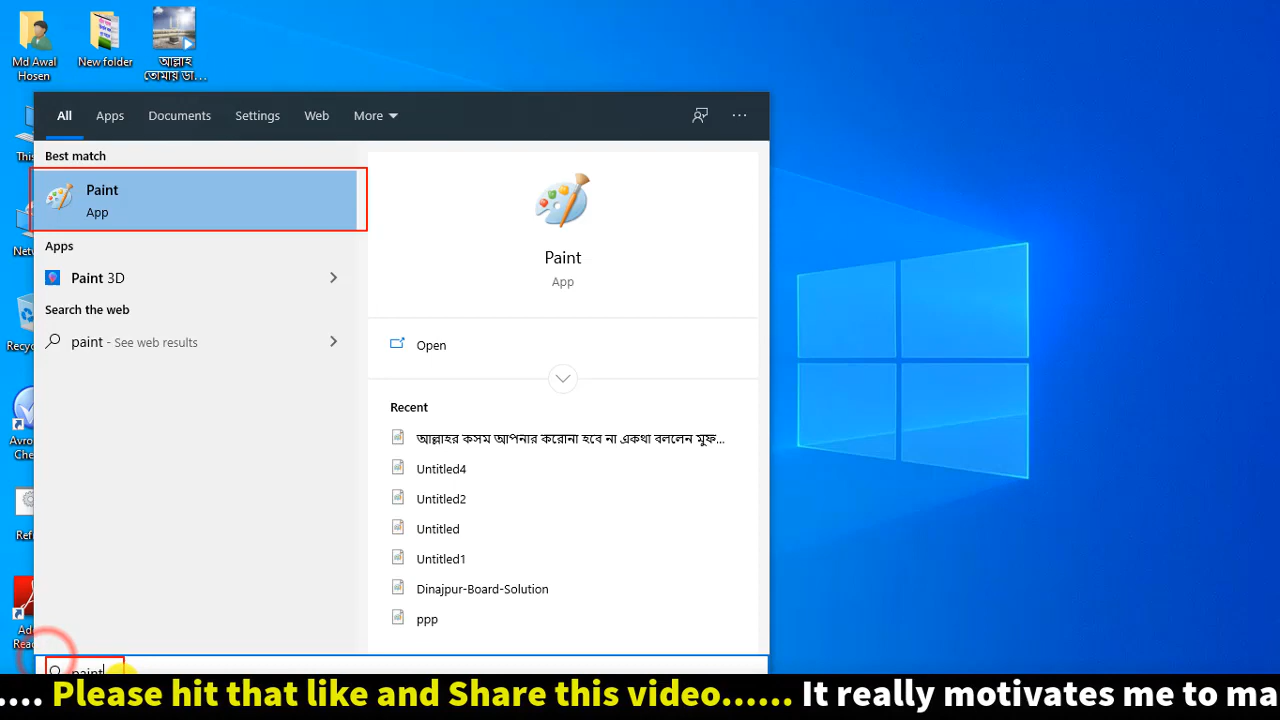 Md Awal
Hosen
New folder
আল্লাহ
তোমায় ডা...
All
Apps
Documents
Settings
Web
More
Best match
Paint
App
Apps
Paint 3D
Search the web
paint - See web results
Paint
App
Open
Recent
আল্লাহর কসম আপনার করোনা হবে না একথা বললেন মুফ...
Untitled4
Untitled2
Untitled
Untitled1
Dinajpur-Board-Solution
ppp
paint
.... Please hit that like and Share this video...... It really motivates me to ma